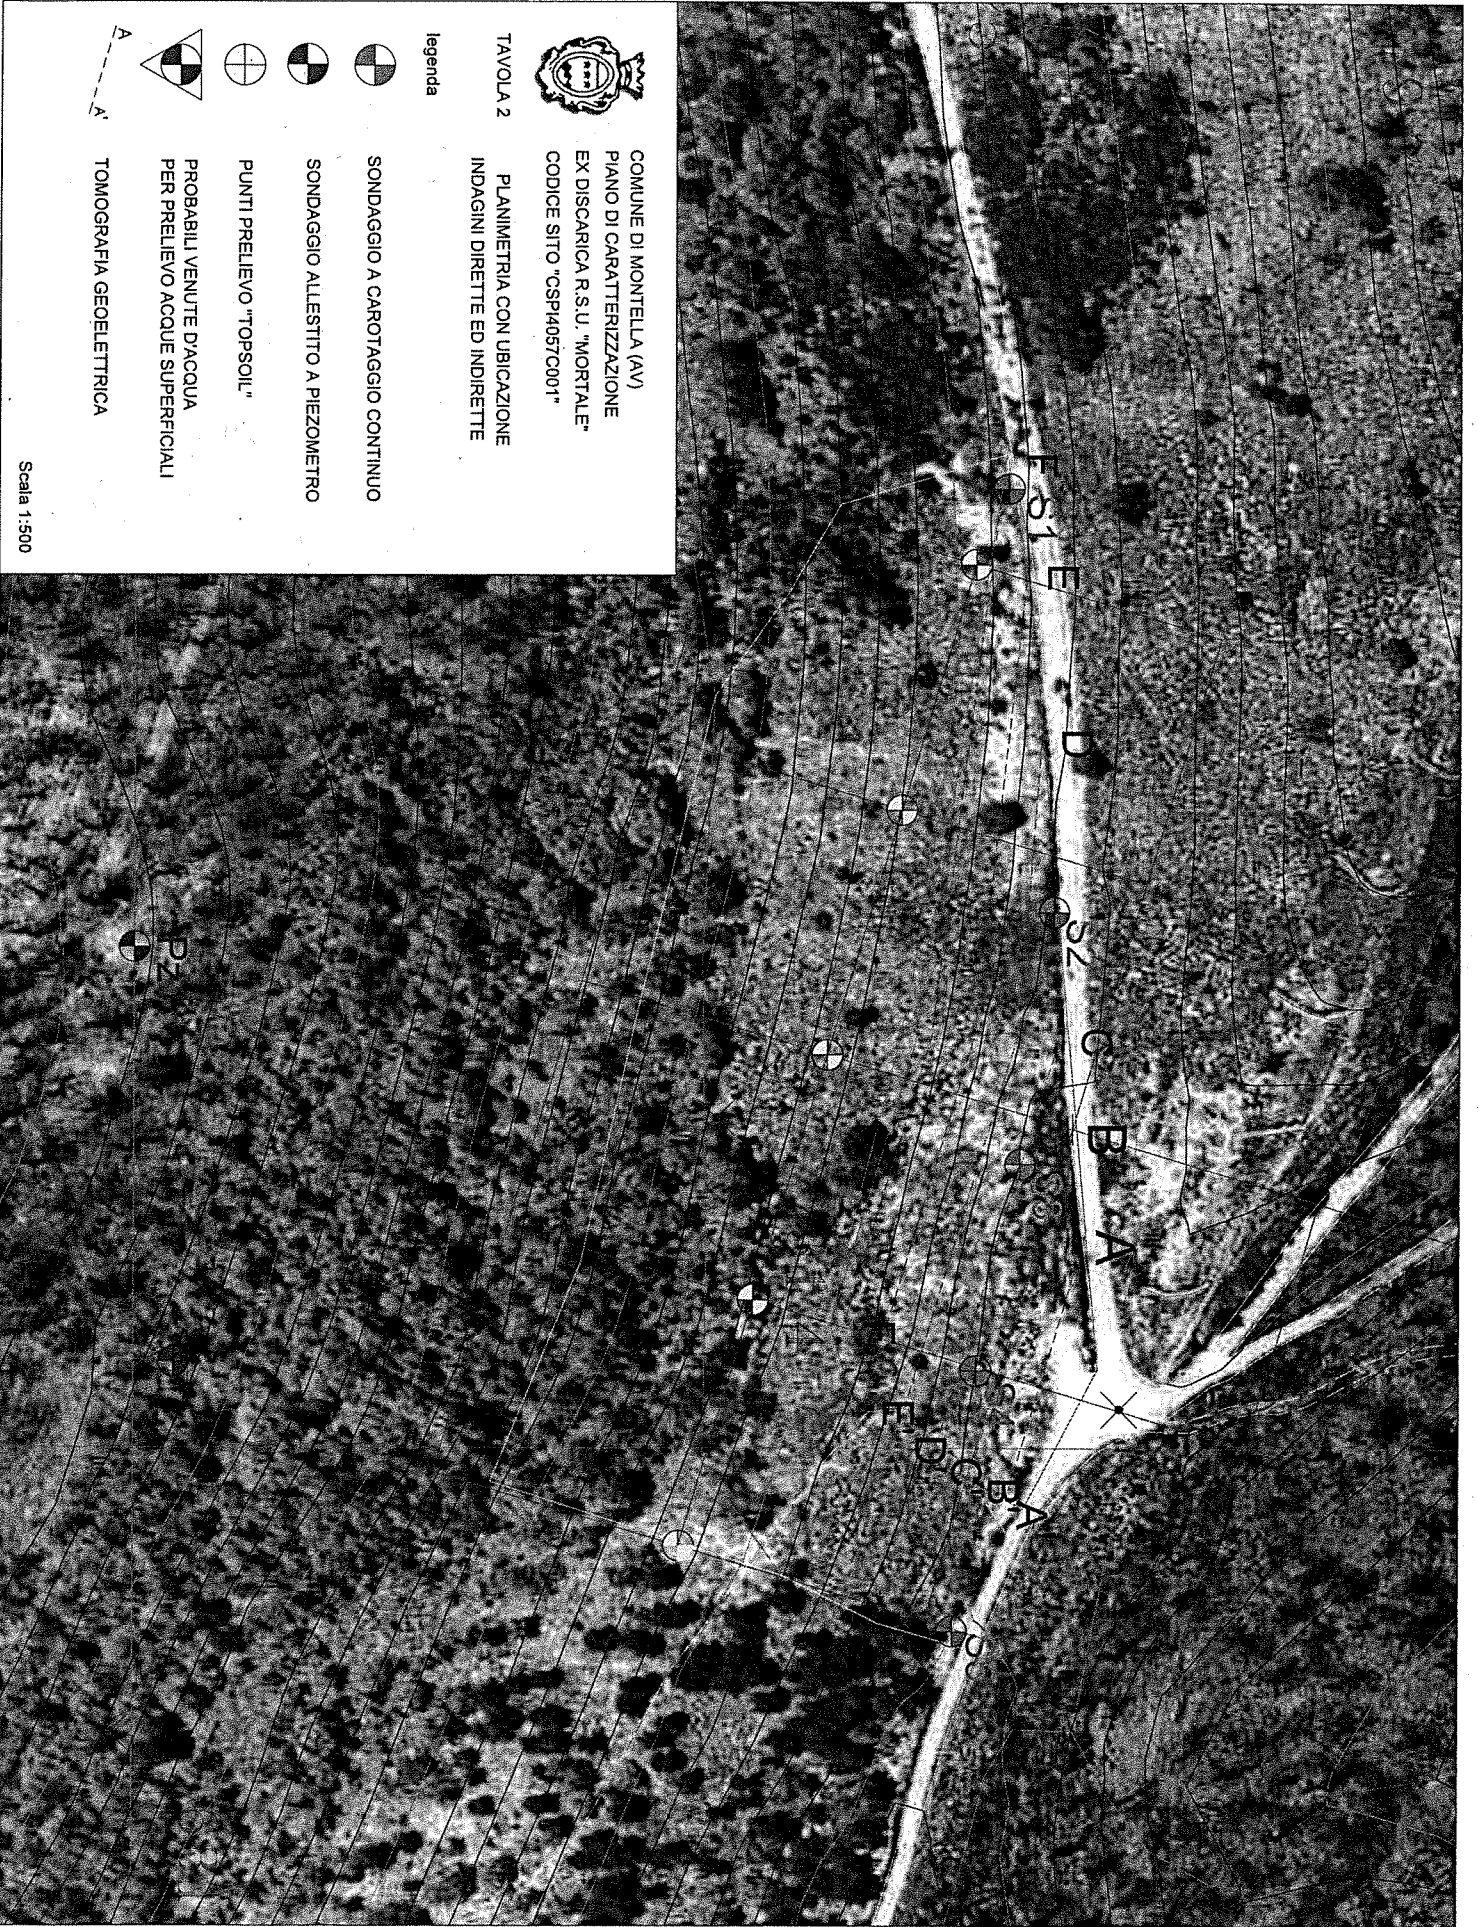 COMUNE DI MONTELLA (AV)
PIANO DI CARATTERIZZAZIONE
EX DISCARICA R.S.U. "MORTALE"
CODICE SITO "CSPI4057C001"
TAVOLA 2 PLANIMETRIA CON UBICAZIONE
INDAGINI DIRETTE ED INDIRETTE
legenda
SONDAGGIO A CAROTAGGIO CONTINUO
SONDAGGIO ALLESTITO A PIEZOMETRO
PUNTI PRELIEVO "TOPSOIL"
PROBABILI VENUTE D'ACQUA
PER PRELIEVO ACQUE SUPERFICIALI
A A' TOMOGRAFIA GEOELETTRICA
Scala 1:500
F
S1
E
D
S2
C
B
A
E'
D'
C'
B'
A'
Pz